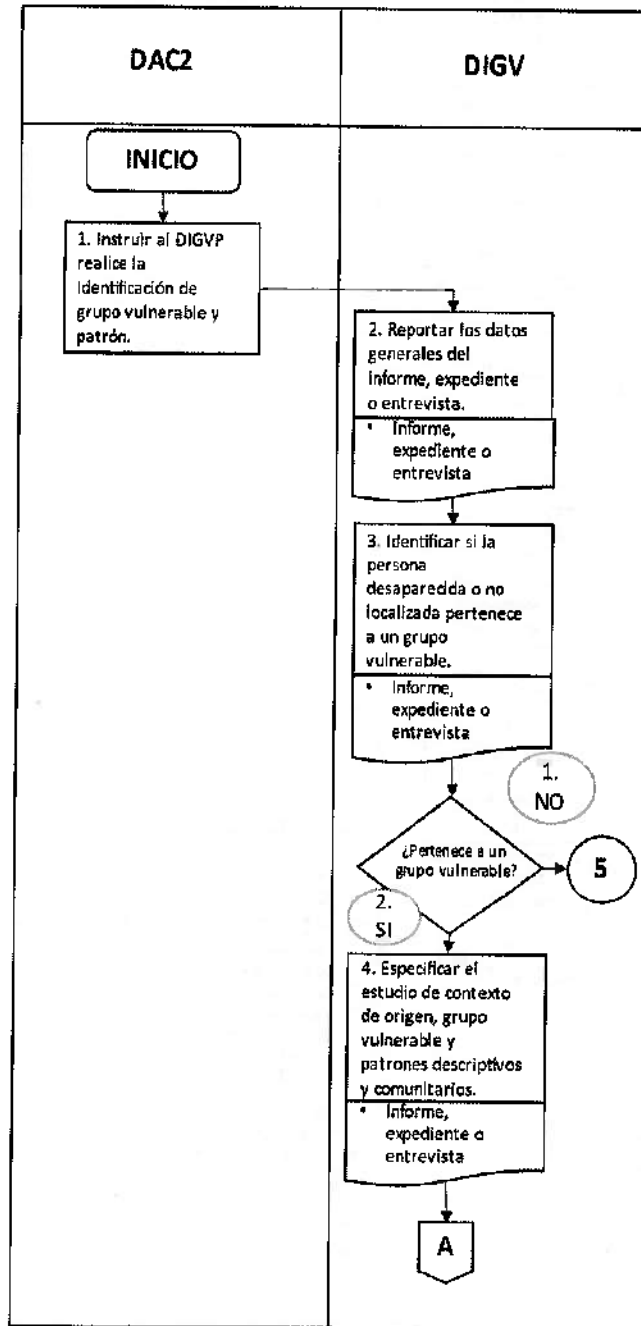 DAC2
DIGV
INICIO
1. Instruir al DIGVP
realice la
identificación de
grupo vulnerable y
patrón.
2. Reportar los datos
generales del
informe, expediente
o entrevista.
• Informe,
expediente o
entrevista
3. Identificar si la
persona
desaparecida o no
localizada pertenece
a un grupo
vulnerable.
• Informe,
expediente o
entrevista
1.
NO
¿Pertenece a un
grupo vulnerable?
5
2.
SI
4. Especificar el
estudio de contexto
de origen, grupo
vulnerable y
patrones descriptivos
y comunitarios.
• Informe,
expediente o
entrevista
A